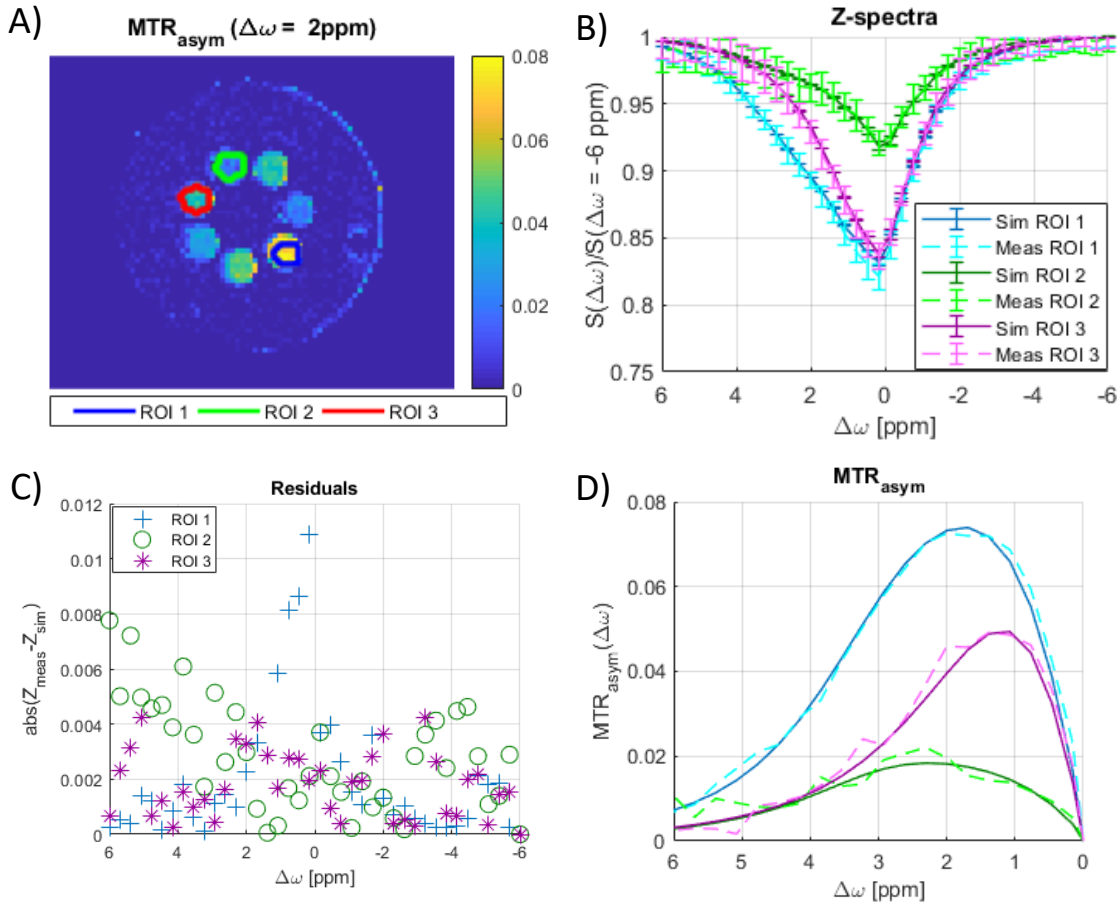 A)
MTR_asym (Δω = 2ppm)
0.08
0.06
0.04
0.02
0
ROI 1 ROI 2 ROI 3
B)
Z-spectra
S(Δω)/S(Δω = -6 ppm)
1
0.95
0.9
0.85
0.8
0.75
6 4 2 0 -2 -4 -6
Δω [ppm]
Sim ROI 1
Meas ROI 1
Sim ROI 2
Meas ROI 2
Sim ROI 3
Meas ROI 3
C)
Residuals
abs(Z_meas-Z_sim)
0.012
0.01
0.008
0.006
0.004
0.002
0
6 4 2 0 -2 -4 -6
Δω [ppm]
ROI 1
ROI 2
ROI 3
D)
MTR_asym
MTR_asym(Δω)
0.08
0.06
0.04
0.02
0
6 5 4 3 2 1 0
Δω [ppm]